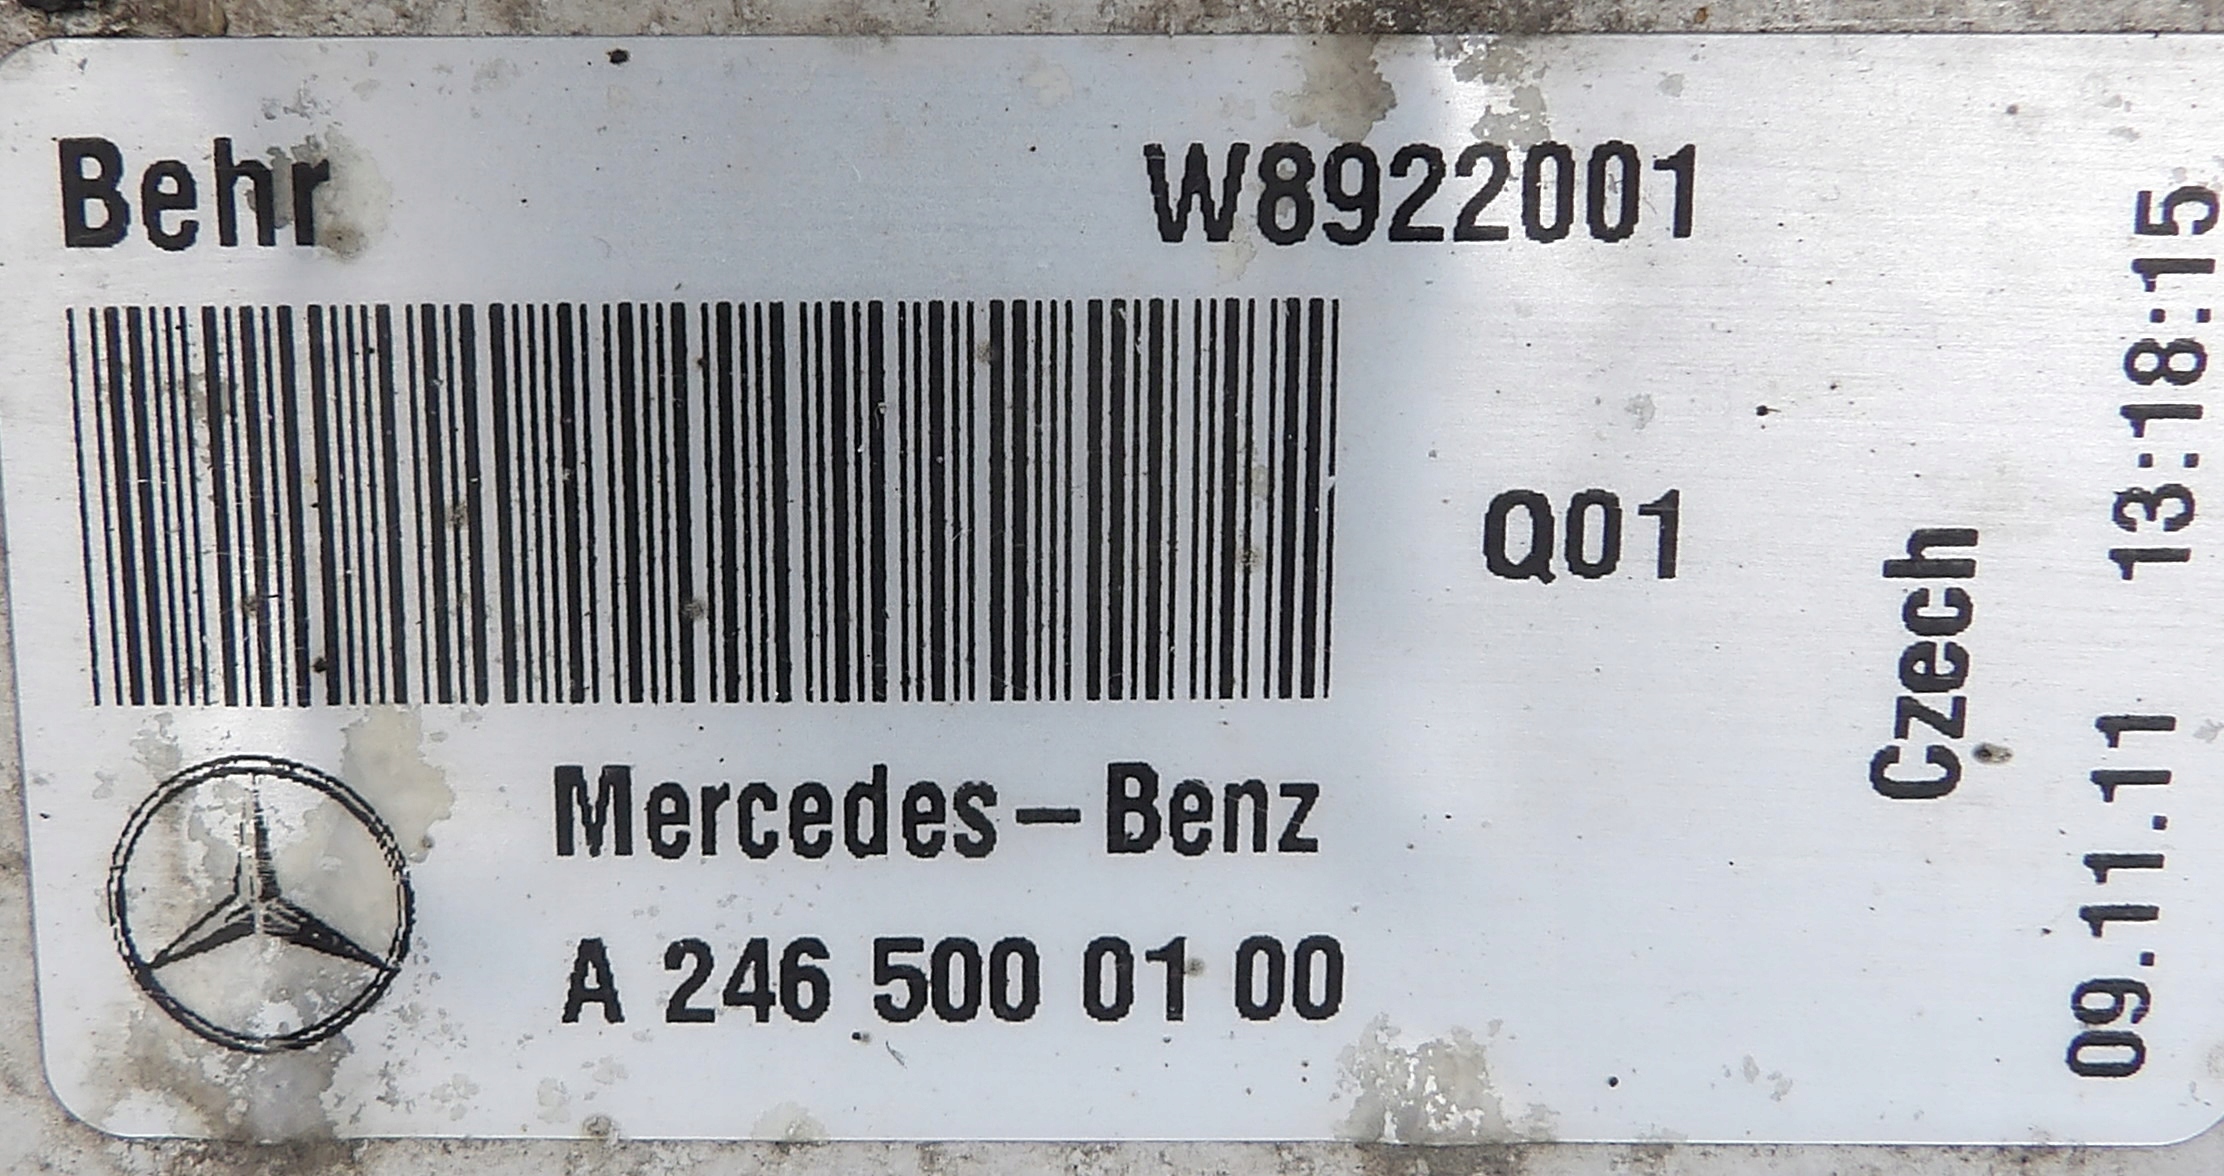 Behr W8922001
Q01
Mercedes-Benz
A 246 500 01 00
Czech
09.11.11 13:18:15